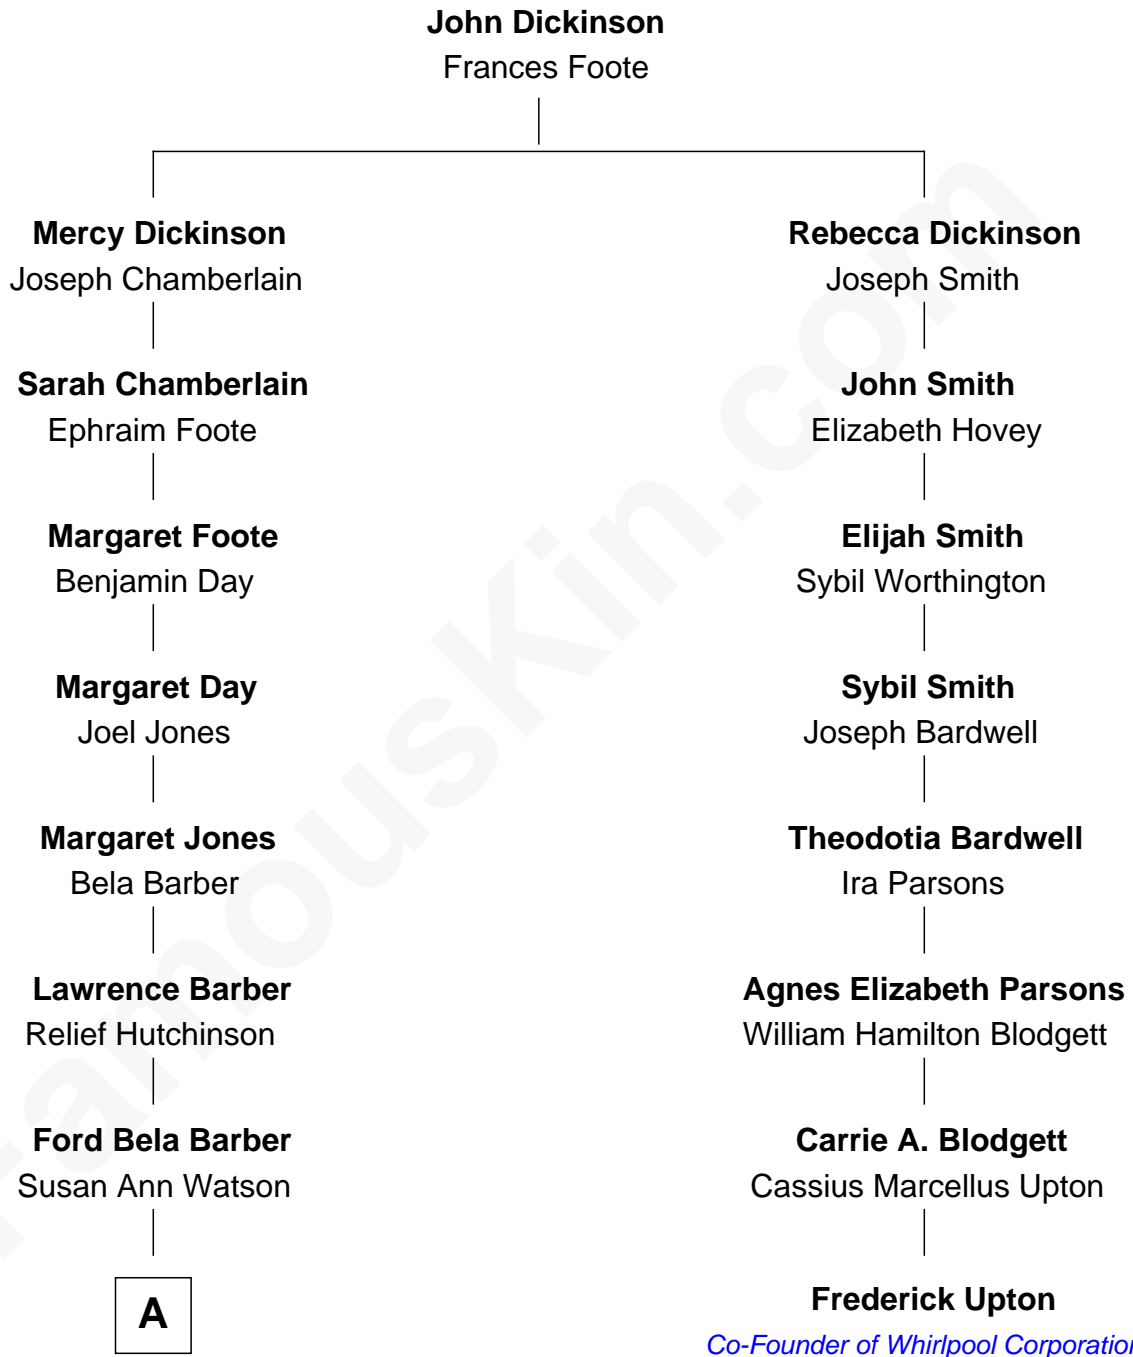 John Dickinson
Frances Foote
Mercy Dickinson
Joseph Chamberlain
Rebecca Dickinson
Joseph Smith
Sarah Chamberlain
Ephraim Foote
John Smith
Elizabeth Hovey
Margaret Foote
Benjamin Day
Elijah Smith
Sybil Worthington
Margaret Day
Joel Jones
Sybil Smith
Joseph Bardwell
Margaret Jones
Bela Barber
Theodotia Bardwell
Ira Parsons
Lawrence Barber
Relief Hutchinson
Agnes Elizabeth Parsons
William Hamilton Blodgett
Ford Bela Barber
Susan Ann Watson
Carrie A. Blodgett
Cassius Marcellus Upton
A
Frederick Upton
Co-Founder of Whirlpool Corporation
FamousKin.com